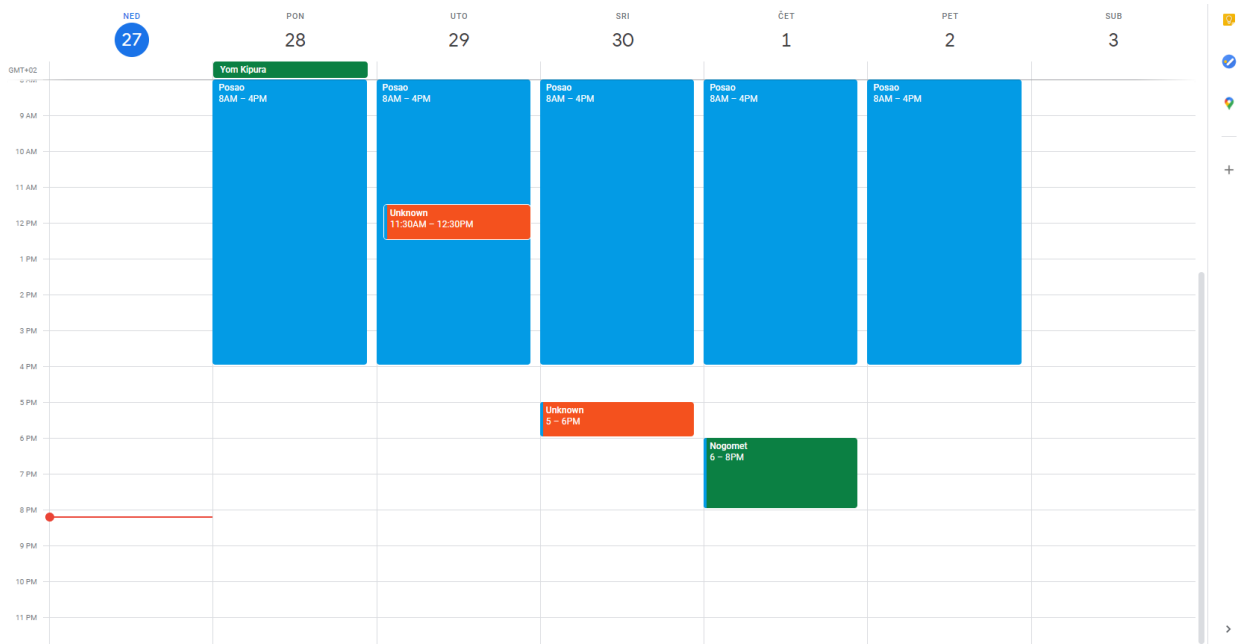 NED
PON
UTO
SRI
ČET
PET
SUB
27
28
29
30
1
2
3
GMT+02
Yom Kipura
Posao
8AM – 4PM
Posao
8AM – 4PM
Posao
8AM – 4PM
Posao
8AM – 4PM
Posao
8AM – 4PM
9 AM
10 AM
11 AM
Unknown
11:30AM – 12:30PM
12 PM
1 PM
2 PM
3 PM
4 PM
5 PM
Unknown
5 – 6PM
6 PM
Nogomet
6 – 8PM
7 PM
8 PM
9 PM
10 PM
11 PM